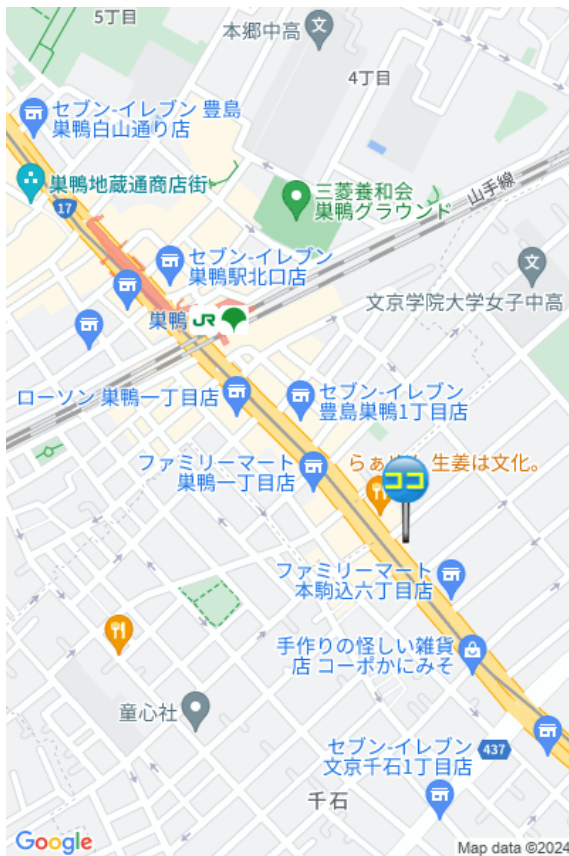 5丁目
本郷中高
文
4丁目
セブン-イレブン 豊島
巣鴨白山通り店
巣鴨地蔵通商店街
三菱養和会
巣鴨グラウンド
山手線
17
セブン-イレブン
巣鴨駅北口店
文
文京学院大学女子中高
巣鴨 JR
ローソン 巣鴨一丁目店
セブン-イレブン
豊島巣鴨1丁目店
ファミリーマート
巣鴨一丁目店
生姜は文化。
ココ
ファミリーマート
本駒込六丁目店
手作りの怪しい雑貨
店 コーポかにみそ
童心社
セブン-イレブン
文京千石1丁目店
437
千石
Google
Map data ©2024